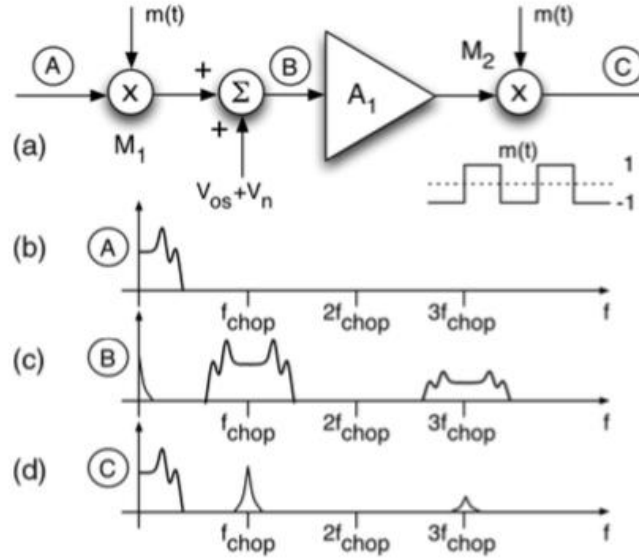 m(t) m(t)
A B M2 C
+
X Σ A1 X
+
(a) M1 m(t) 1
Vos+Vn -1
(b) A
fchop 2fchop 3fchop f
(c) B
fchop 2fchop 3fchop f
(d) C
fchop 2fchop 3fchop f